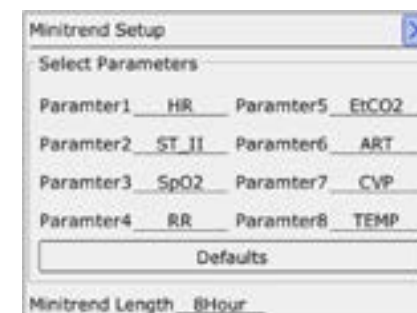 Minitrend Setup
Select Parameters
Paramter1 HR Paramter5 EtCO2
Paramter2 ST_II Paramter6 ART
Paramter3 SpO2 Paramter7 CVP
Paramter4 RR Paramter8 TEMP
Defaults
Minitrend Length 8Hour